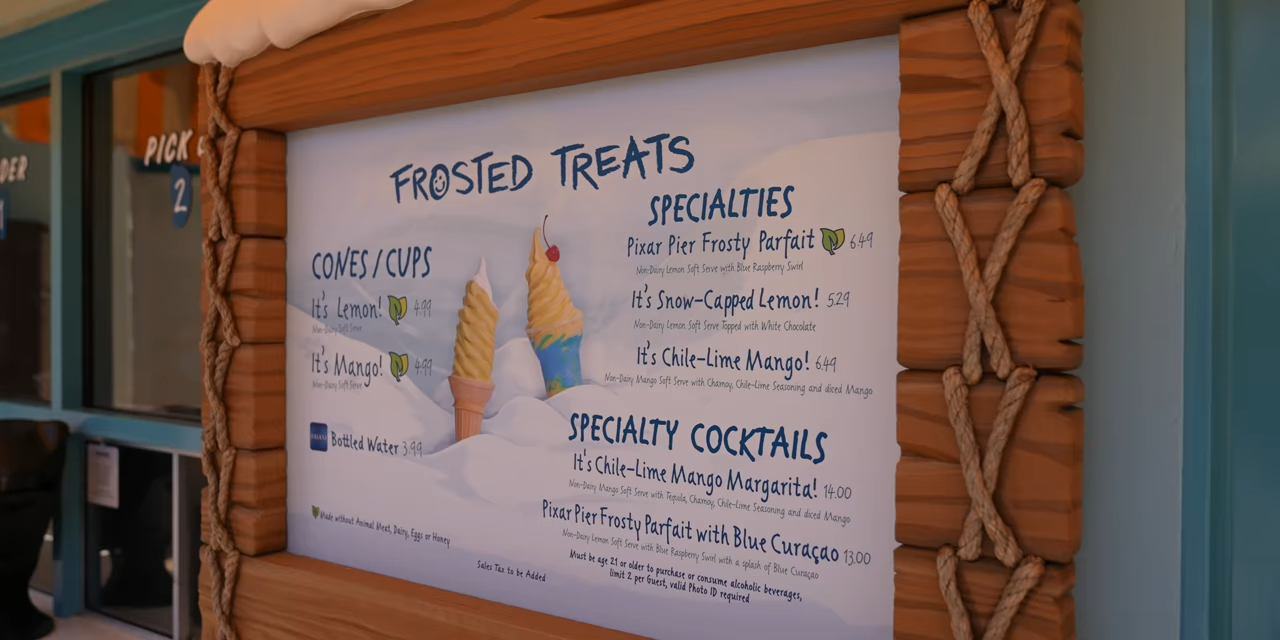 DER
PICK
2
FROSTED TREATS
CONES/CUPS
It's Lemon! 4.99
Non-Dairy Soft Serve
It's Mango! 4.99
Non-Dairy Soft Serve
Bottled Water 3.99
Made without Animal Meat, Dairy, Eggs or Honey
Sales Tax to be Added
SPECIALTIES
Pixar Pier Frosty Parfait 6.49
Non-Dairy Lemon Soft Serve with Blue Raspberry Swirl
It's Snow-Capped Lemon! 5.29
Non-Dairy Lemon Soft Serve Topped with White Chocolate
It's Chile-Lime Mango! 6.49
Non-Dairy Mango Soft Serve with Chamoy, Chile-Lime Seasoning and diced Mango
SPECIALTY COCKTAILS
It's Chile-Lime Mango Margarita! 14.00
Non-Dairy Mango Soft Serve with Tequila, Chamoy, Chile-Lime Seasoning and diced Mango
Pixar Pier Frosty Parfait with Blue Curaçao 13.00
Non-Dairy Lemon Soft Serve with Blue Raspberry Swirl with a splash of Blue Curaçao
Must be age 21 or older to purchase or consume alcoholic beverages,
limit 2 per Guest, valid Photo ID required